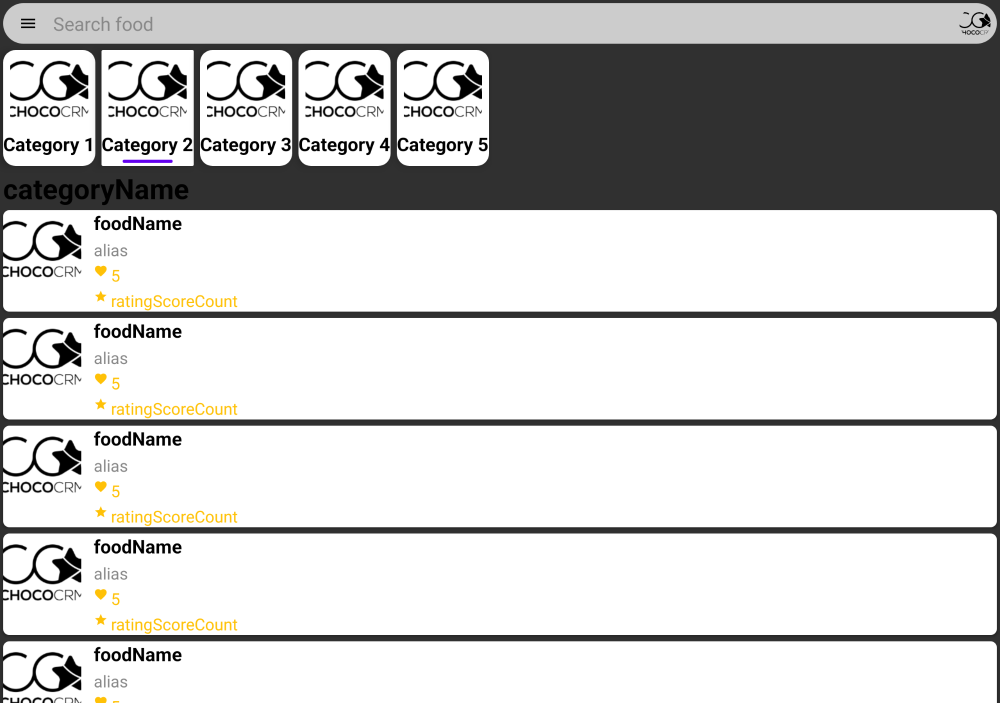 Search food
CHOCOCR
CHOCOCRM
CHOCOCRM
CHOCOCRM
CHOCOCRM
CHOCOCRM
Category 1
Category 2
Category 3
Category 4
Category 5
categoryName
foodName
CHOCOCRM
alias
5
ratingScoreCount
foodName
CHOCOCRM
alias
5
ratingScoreCount
foodName
CHOCOCRM
alias
5
ratingScoreCount
foodName
CHOCOCRM
alias
5
ratingScoreCount
foodName
alias
CHOCOCRM